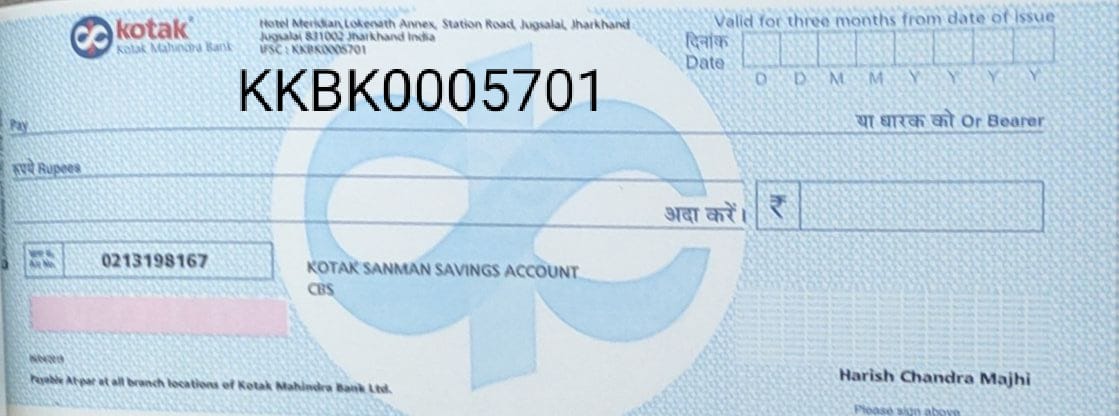 kotak
Kotak Mahindra Bank
Hotel Meridian, Lokenath Annex, Station Road, Jugsalai, Jharkhand
Jugsalai 831002 Jharkhand India
IFSC : KKBK0005701
Valid for three months from date of issue
दिनांक
Date
D D M M Y Y Y Y
KKBK0005701
Pay
या धारक को Or Bearer
रुपये Rupees
अदा करें।
₹
A/c No.
0213198167
KOTAK SANMAN SAVINGS ACCOUNT
CBS
Payable At-par at all branch locations of Kotak Mahindra Bank Ltd.
Harish Chandra Majhi
Please sign above